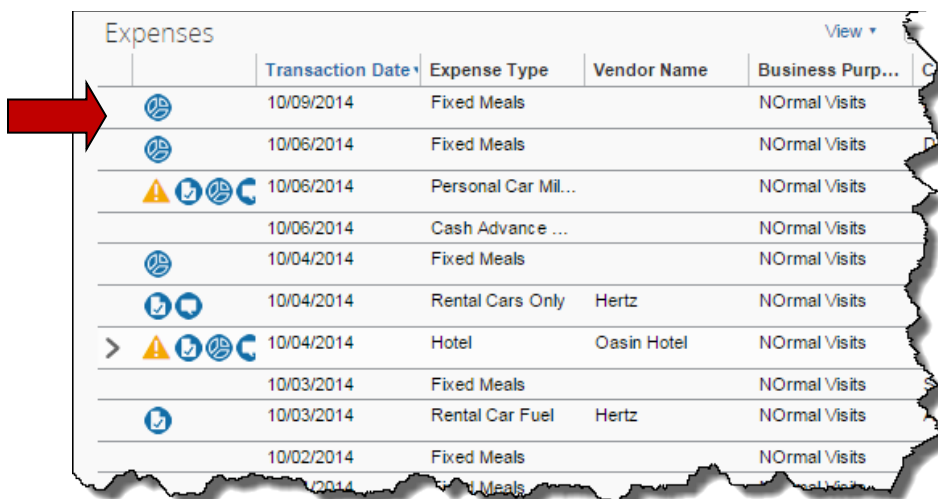 Expenses View
Transaction Date Expense Type Vendor Name Business Purp... C
10/09/2014 Fixed Meals NOrmal Visits
10/06/2014 Fixed Meals NOrmal Visits
10/06/2014 Personal Car Mil... NOrmal Visits
10/06/2014 Cash Advance ... NOrmal Visits
10/04/2014 Fixed Meals NOrmal Visits
10/04/2014 Rental Cars Only Hertz NOrmal Visits
10/04/2014 Hotel Oasin Hotel NOrmal Visits
10/03/2014 Fixed Meals NOrmal Visits
10/03/2014 Rental Car Fuel Hertz NOrmal Visits
10/02/2014 Fixed Meals NOrmal Visits
Fixed Meals